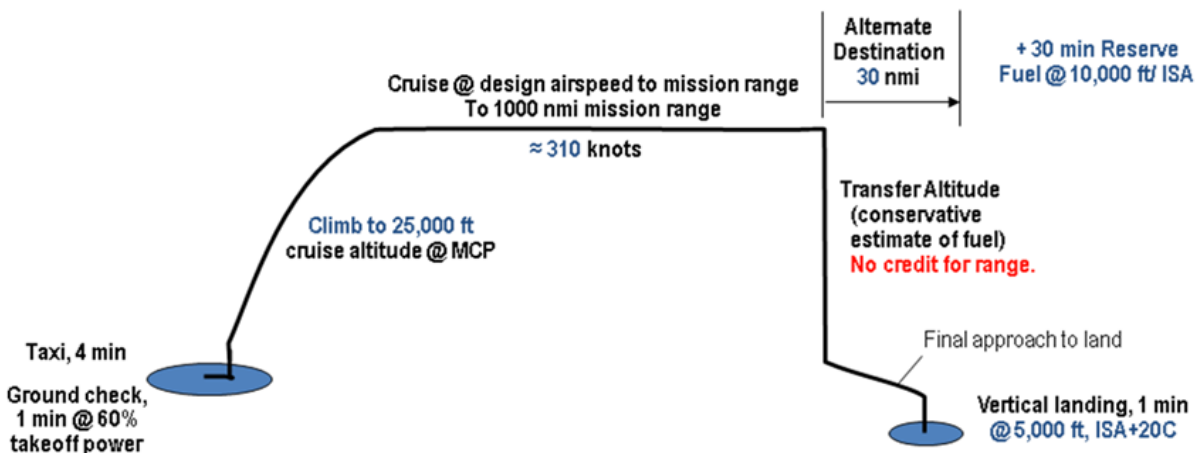 Alternate
Destination
30 nmi
+ 30 min Reserve
Fuel @ 10,000 ft/ ISA
Cruise @ design airspeed to mission range
To 1000 nmi mission range
≈ 310 knots
Climb to 25,000 ft
cruise altitude @ MCP
Transfer Altitude
(conservative
estimate of fuel)
No credit for range.
Taxi, 4 min
Ground check,
1 min @ 60%
takeoff power
Final approach to land
Vertical landing, 1 min
@ 5,000 ft, ISA+20C